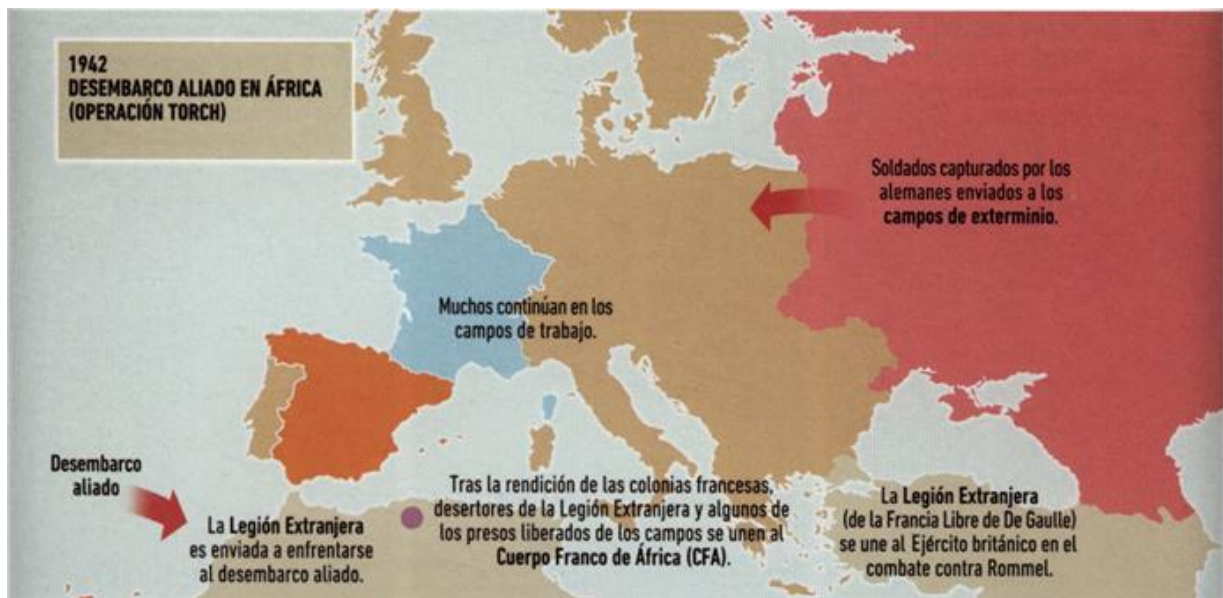 1942
DESEMBARCO ALIADO EN ÁFRICA
(OPERACIÓN TORCH)
Soldados capturados por los
alemanes enviados a los
campos de exterminio.
Muchos continúan en los
campos de trabajo.
Desembarco
aliado
La Legión Extranjera
es enviada a enfrentarse
al desembarco aliado.
Tras la rendición de las colonias francesas,
desertores de la Legión Extranjera y algunos de
los presos liberados de los campos se unen al
Cuerpo Franco de África (CFA).
La Legión Extranjera
(de la Francia Libre de De Gaulle)
se une al Ejército británico en el
combate contra Rommel.